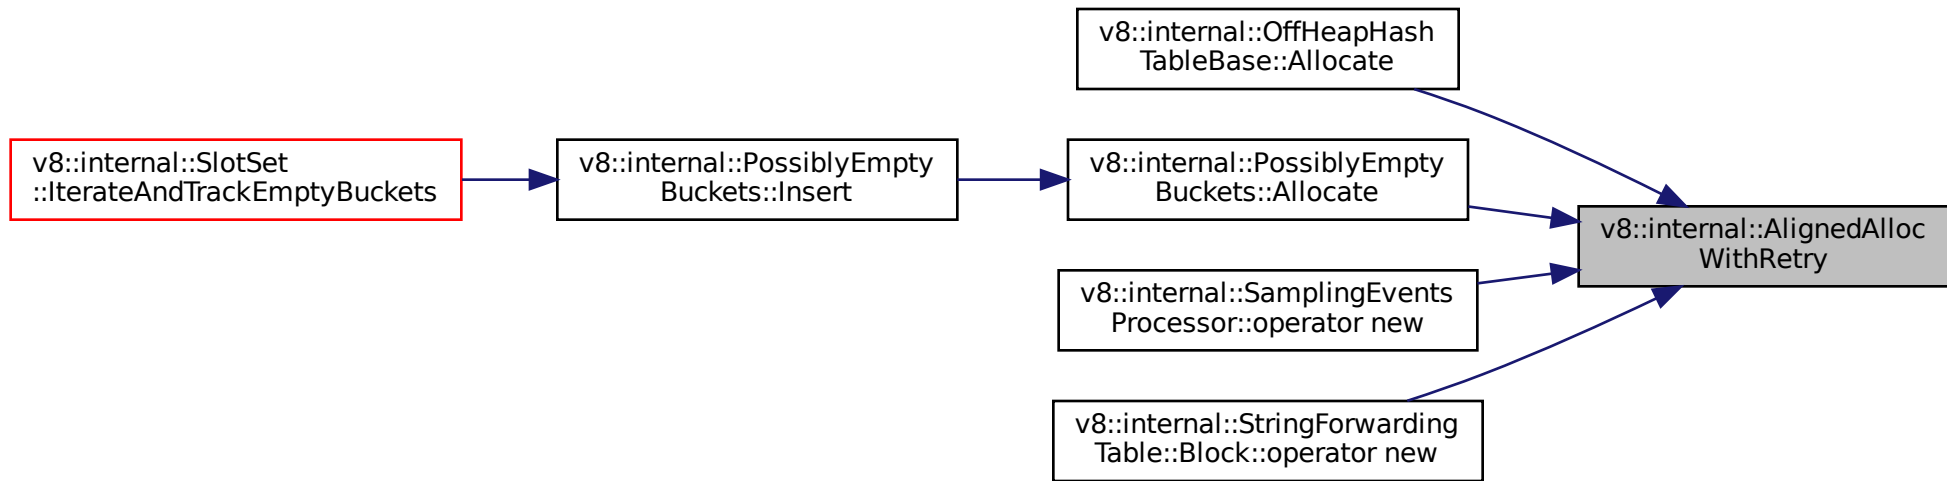 v8::internal::OffHeapHash
TableBase::Allocate
v8::internal::SlotSet
::IterateAndTrackEmptyBuckets
v8::internal::PossiblyEmpty
Buckets::Insert
v8::internal::PossiblyEmpty
Buckets::Allocate
v8::internal::AlignedAlloc
WithRetry
v8::internal::SamplingEvents
Processor::operator new
v8::internal::StringForwarding
Table::Block::operator new